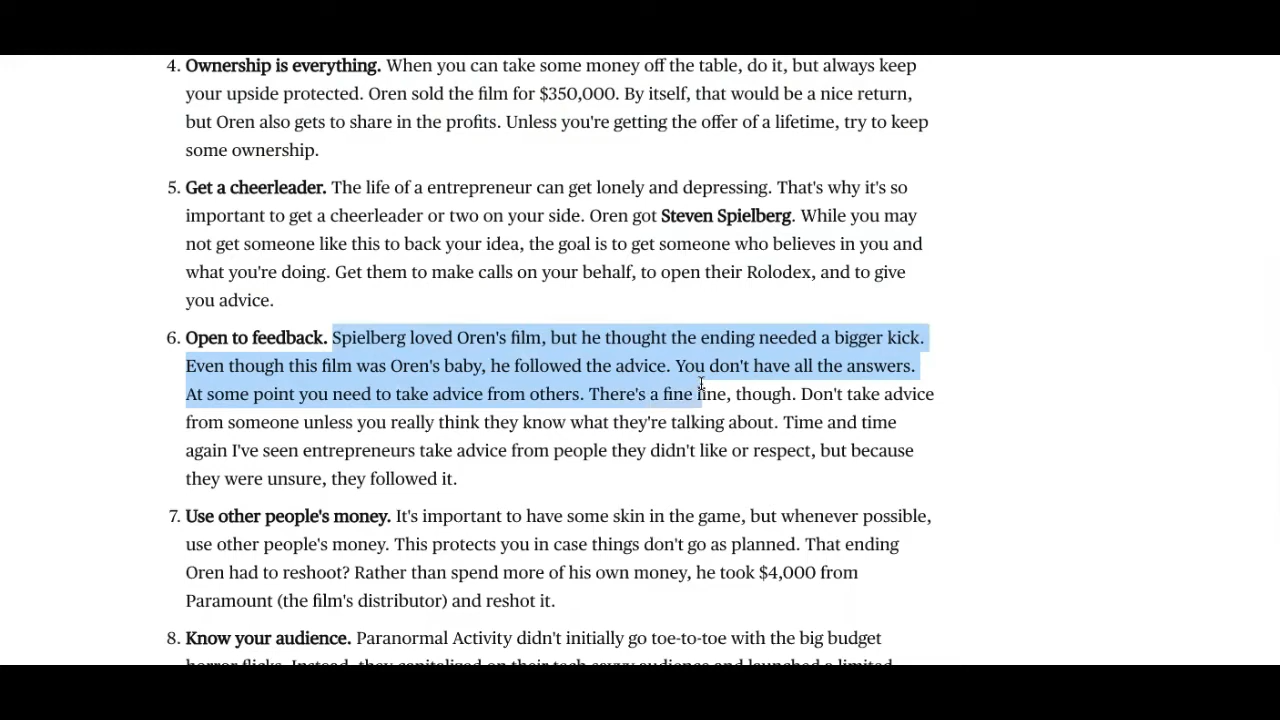 4. Ownership is everything. When you can take some money off the table, do it, but always keep
your upside protected. Oren sold the film for $350,000. By itself, that would be a nice return,
but Oren also gets to share in the profits. Unless you're getting the offer of a lifetime, try to keep
some ownership.
5. Get a cheerleader. The life of a entrepreneur can get lonely and depressing. That's why it's so
important to get a cheerleader or two on your side. Oren got Steven Spielberg. While you may
not get someone like this to back your idea, the goal is to get someone who believes in you and
what you're doing. Get them to make calls on your behalf, to open their Rolodex, and to give
you advice.
6. Open to feedback. Spielberg loved Oren's film, but he thought the ending needed a bigger kick.
Even though this film was Oren's baby, he followed the advice. You don't have all the answers.
At some point you need to take advice from others. There's a fine line, though. Don't take advice
from someone unless you really think they know what they're talking about. Time and time
again I've seen entrepreneurs take advice from people they didn't like or respect, but because
they were unsure, they followed it.
7. Use other people's money. It's important to have some skin in the game, but whenever possible,
use other people's money. This protects you in case things don't go as planned. That ending
Oren had to reshoot? Rather than spend more of his own money, he took $4,000 from
Paramount (the film's distributor) and reshot it.
8. Know your audience. Paranormal Activity didn't initially go toe-to-toe with the big budget
horror flicks. Instead, they capitalized on their tech savvy audience and launched a limited